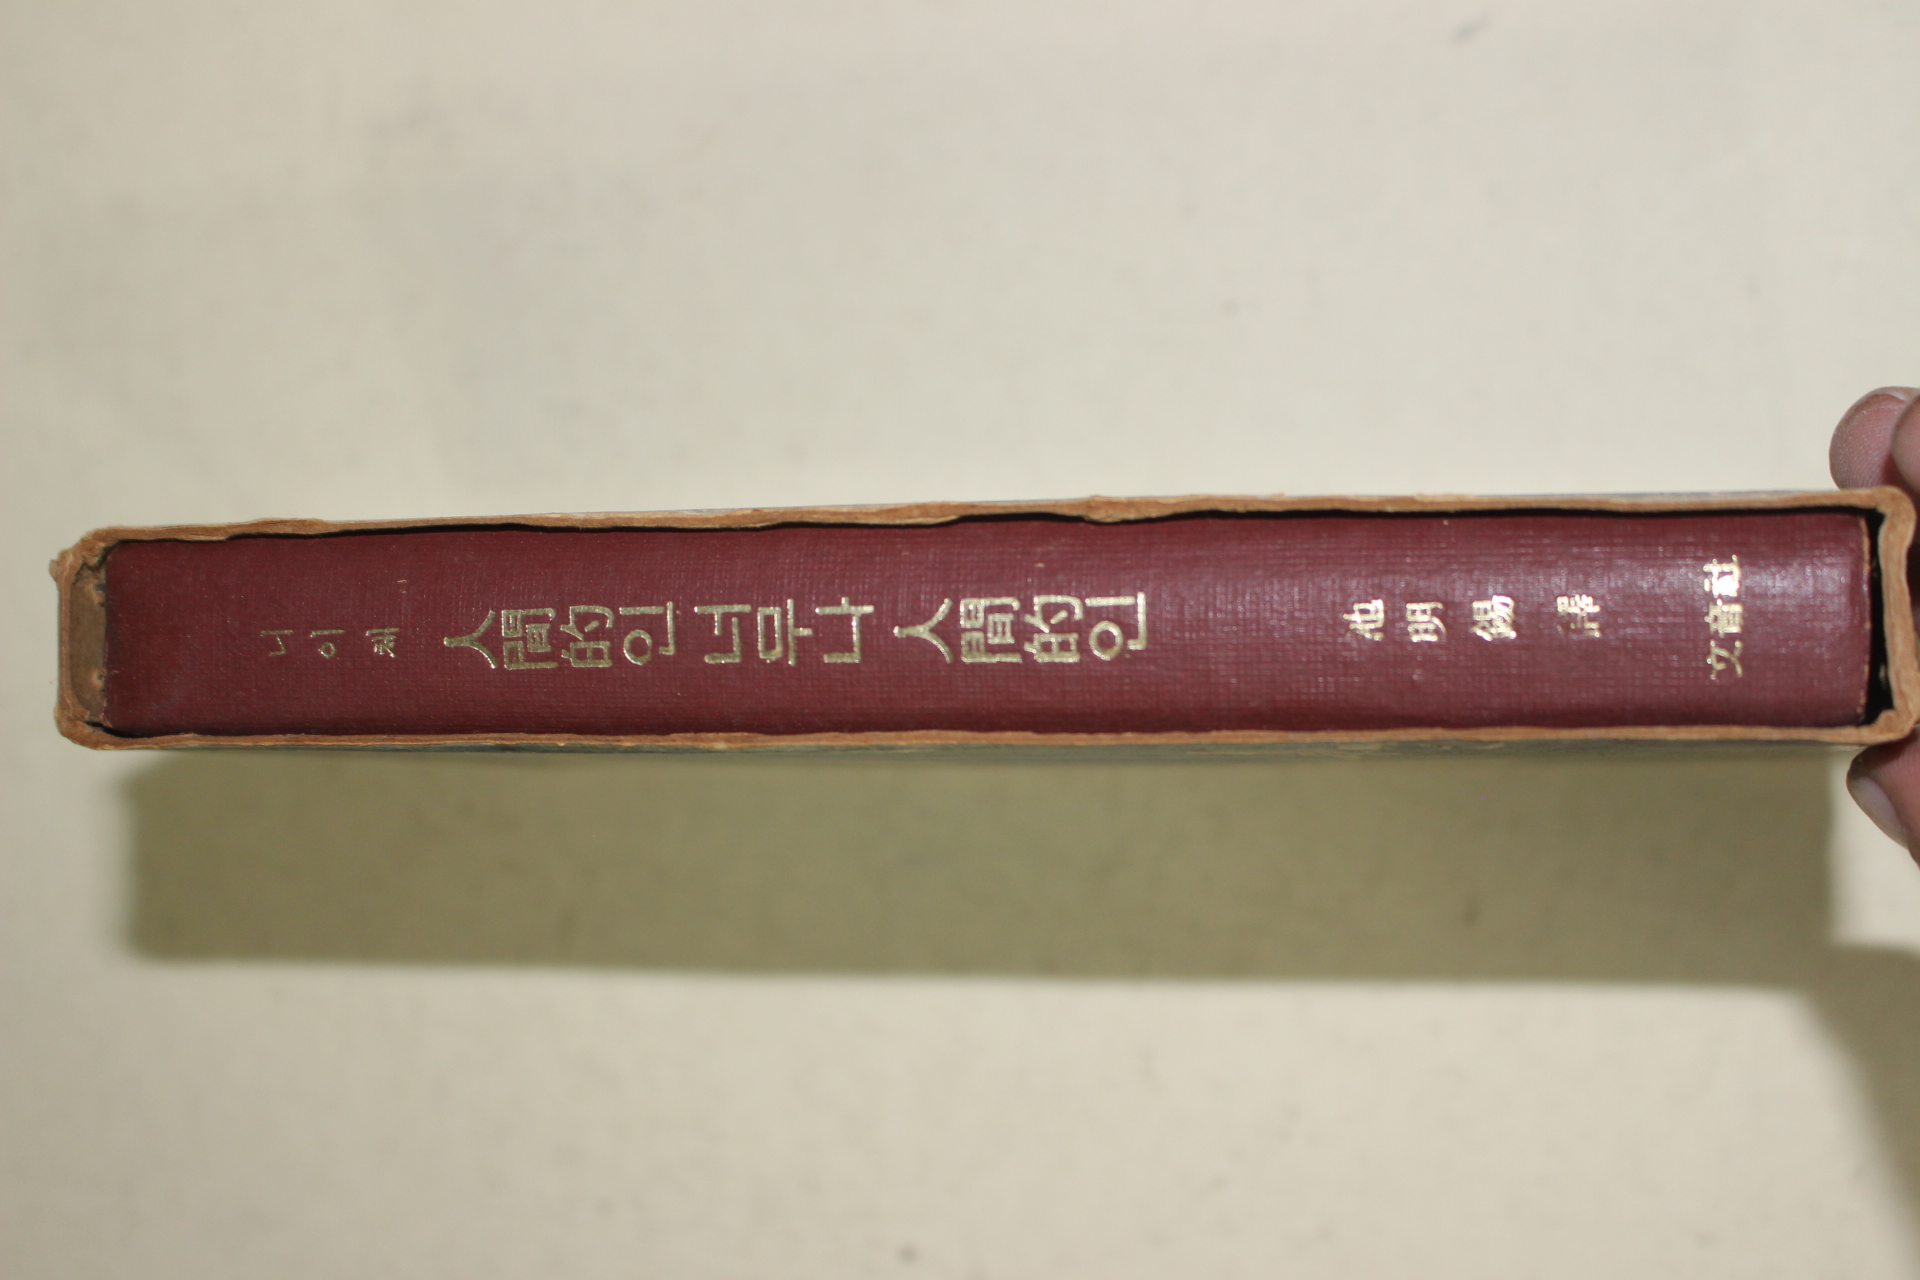 니이체
人間的인 너무나 人間的인
池明錫 譯
文音社